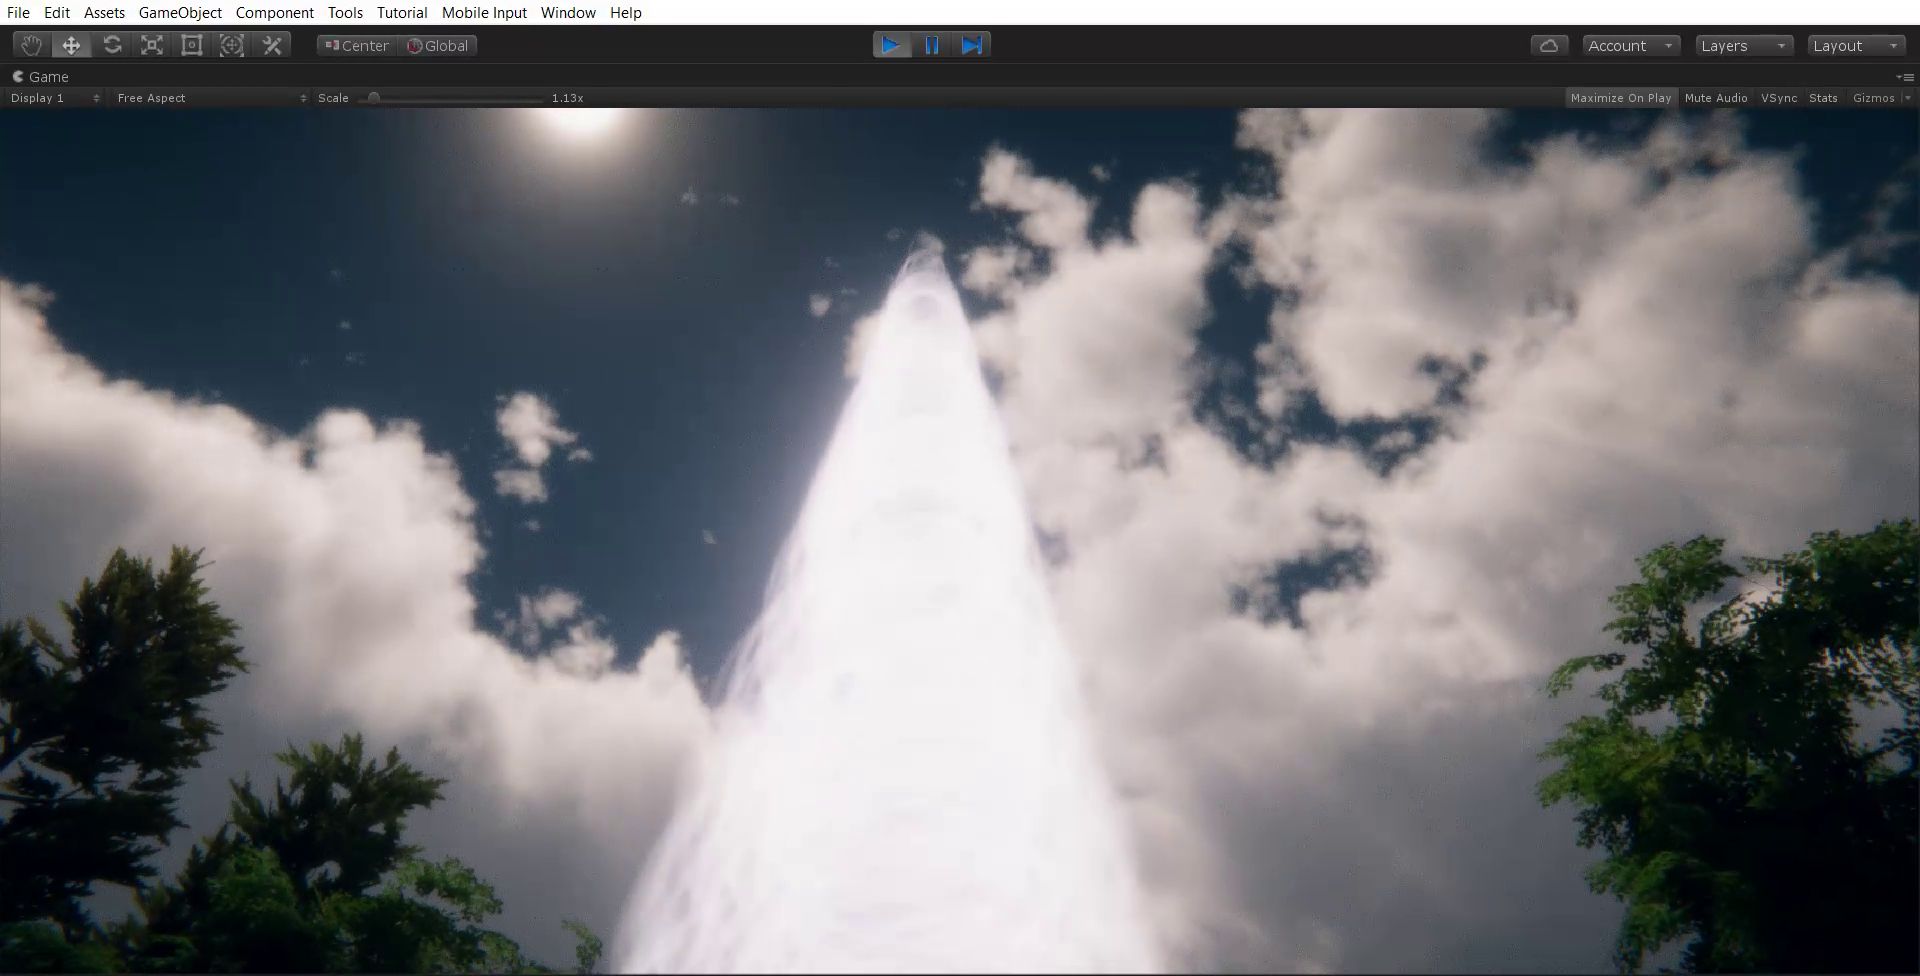 File Edit Assets GameObject Component Tools Tutorial Mobile Input Window Help
Center Global Account Layers Layout
Game
Display 1 Free Aspect Scale 1.13x Maximize On Play Mute Audio VSync Stats Gizmos